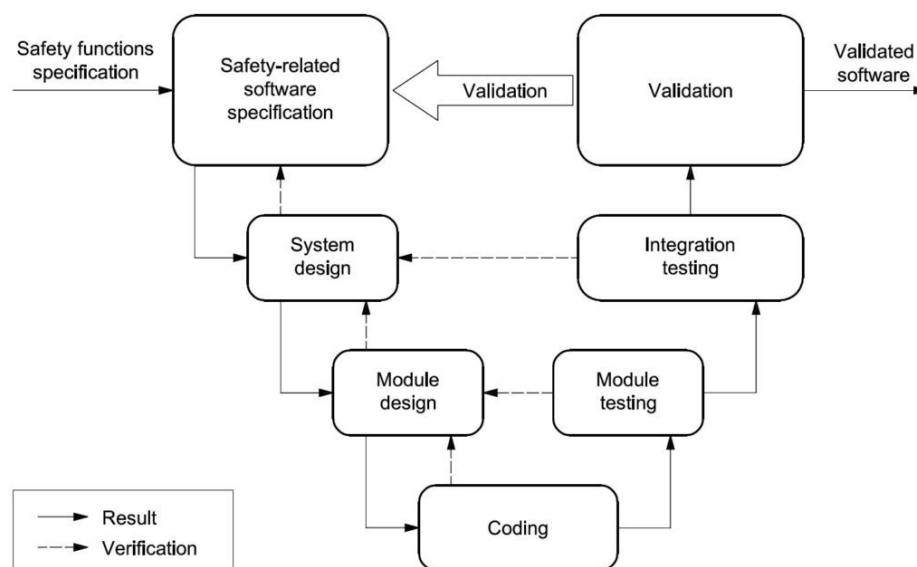 Safety functions
specification
Safety-related
software
specification
Validation
Validation
Validated
software
System
design
Integration
testing
Module
design
Module
testing
Coding
Result
Verification